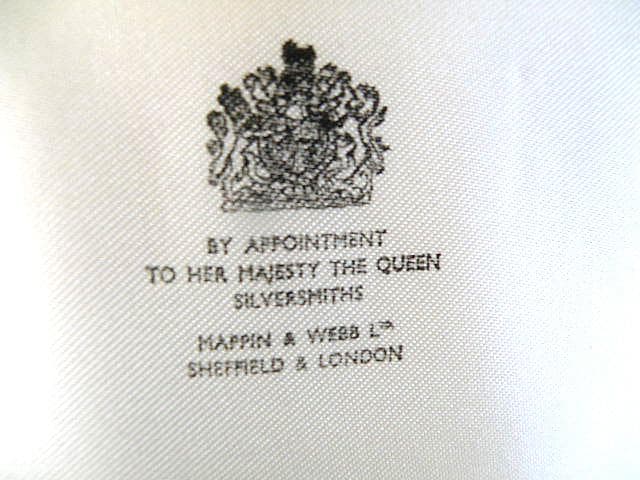 BY APPOINTMENT
TO HER MAJESTY THE QUEEN
SILVERSMITHS
MAPPIN & WEBB LTD
SHEFFIELD & LONDON